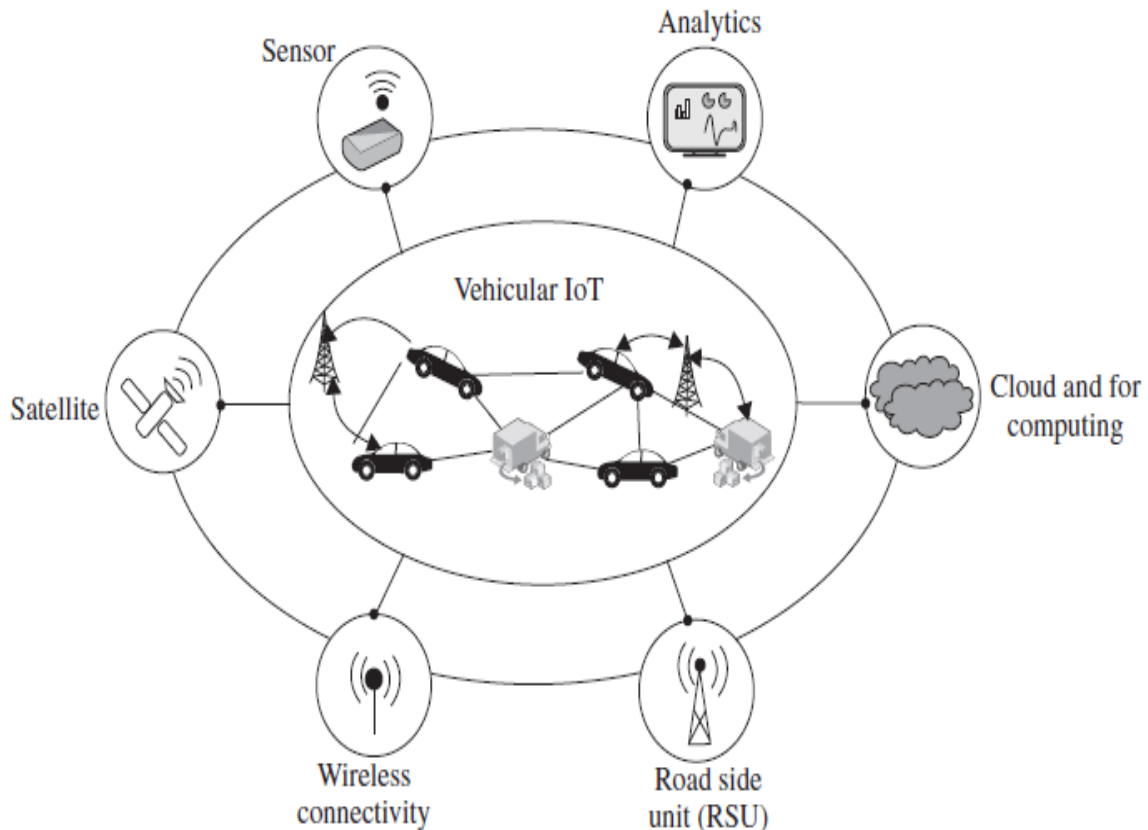 Analytics
Sensor
Vehicular IoT
Satellite
Cloud and for
computing
Wireless
connectivity
Road side
unit (RSU)